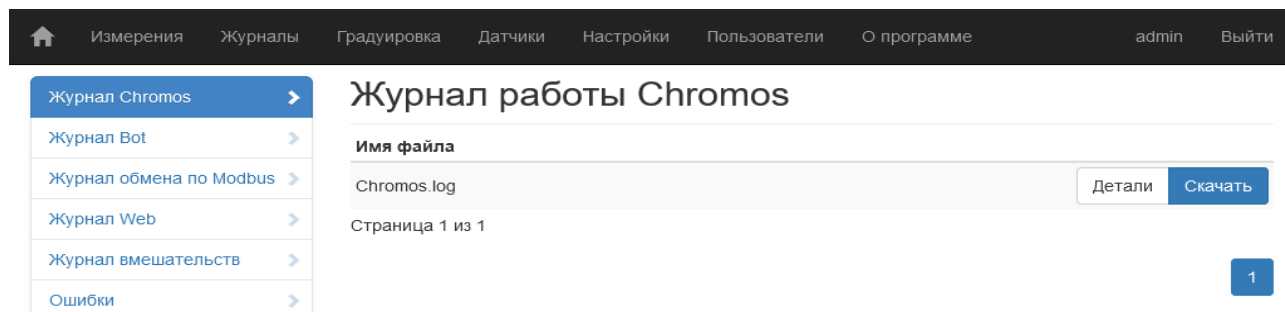 Измерения Журналы Градуировка Датчики Настройки Пользователи О программе admin Выйти
Журнал Chromos
Журнал Bot
Журнал обмена по Modbus
Журнал Web
Журнал вмешательств
Ошибки
Журнал работы Chromos
Имя файла
Chromos.log Детали Скачать
Страница 1 из 1
1